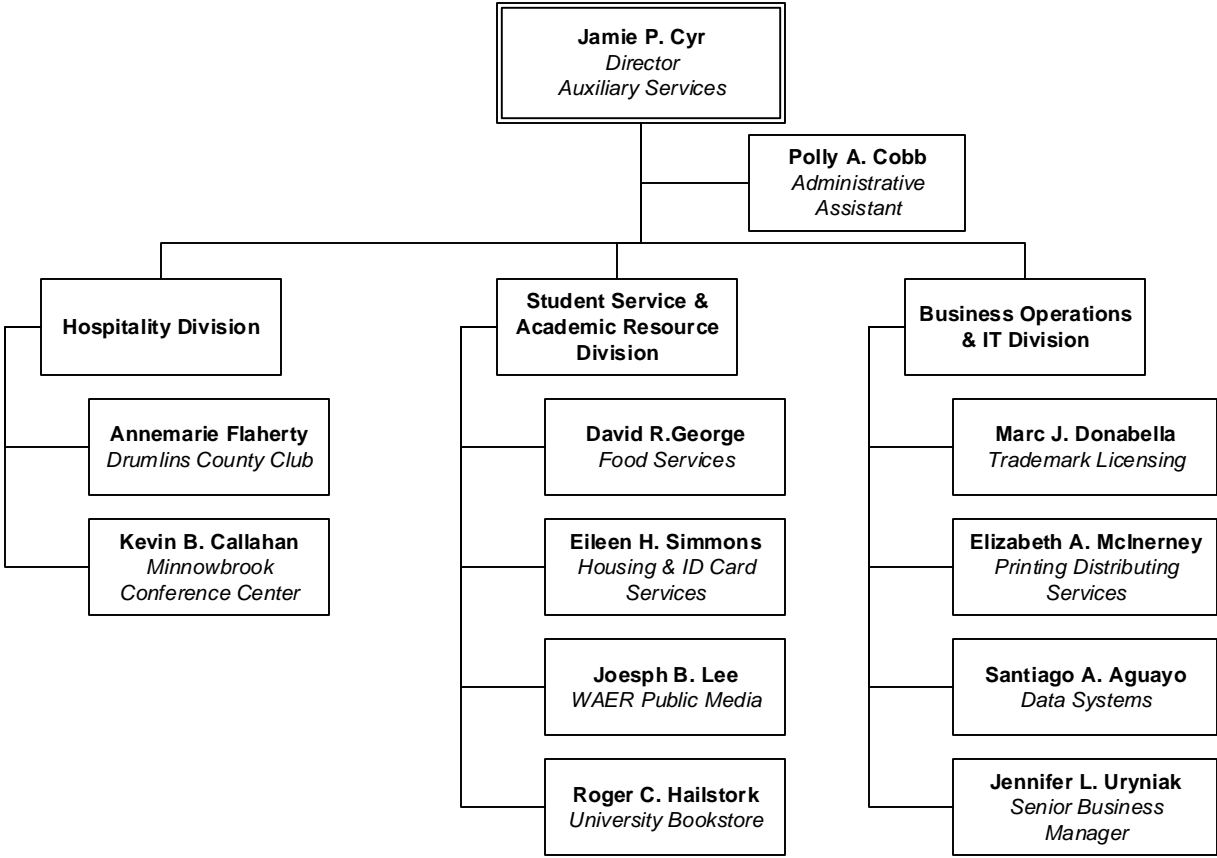 Jamie P. Cyr
Director
Auxiliary Services
Polly A. Cobb
Administrative
Assistant
Hospitality Division
Annemarie Flaherty
Drumlins County Club
Kevin B. Callahan
Minnowbrook
Conference Center
Student Service &
Academic Resource
Division
David R.George
Food Services
Eileen H. Simmons
Housing & ID Card
Services
Joesph B. Lee
WAER Public Media
Roger C. Hailstork
University Bookstore
Business Operations
& IT Division
Marc J. Donabella
Trademark Licensing
Elizabeth A. McInerney
Printing Distributing
Services
Santiago A. Aguayo
Data Systems
Jennifer L. Uryniak
Senior Business
Manager